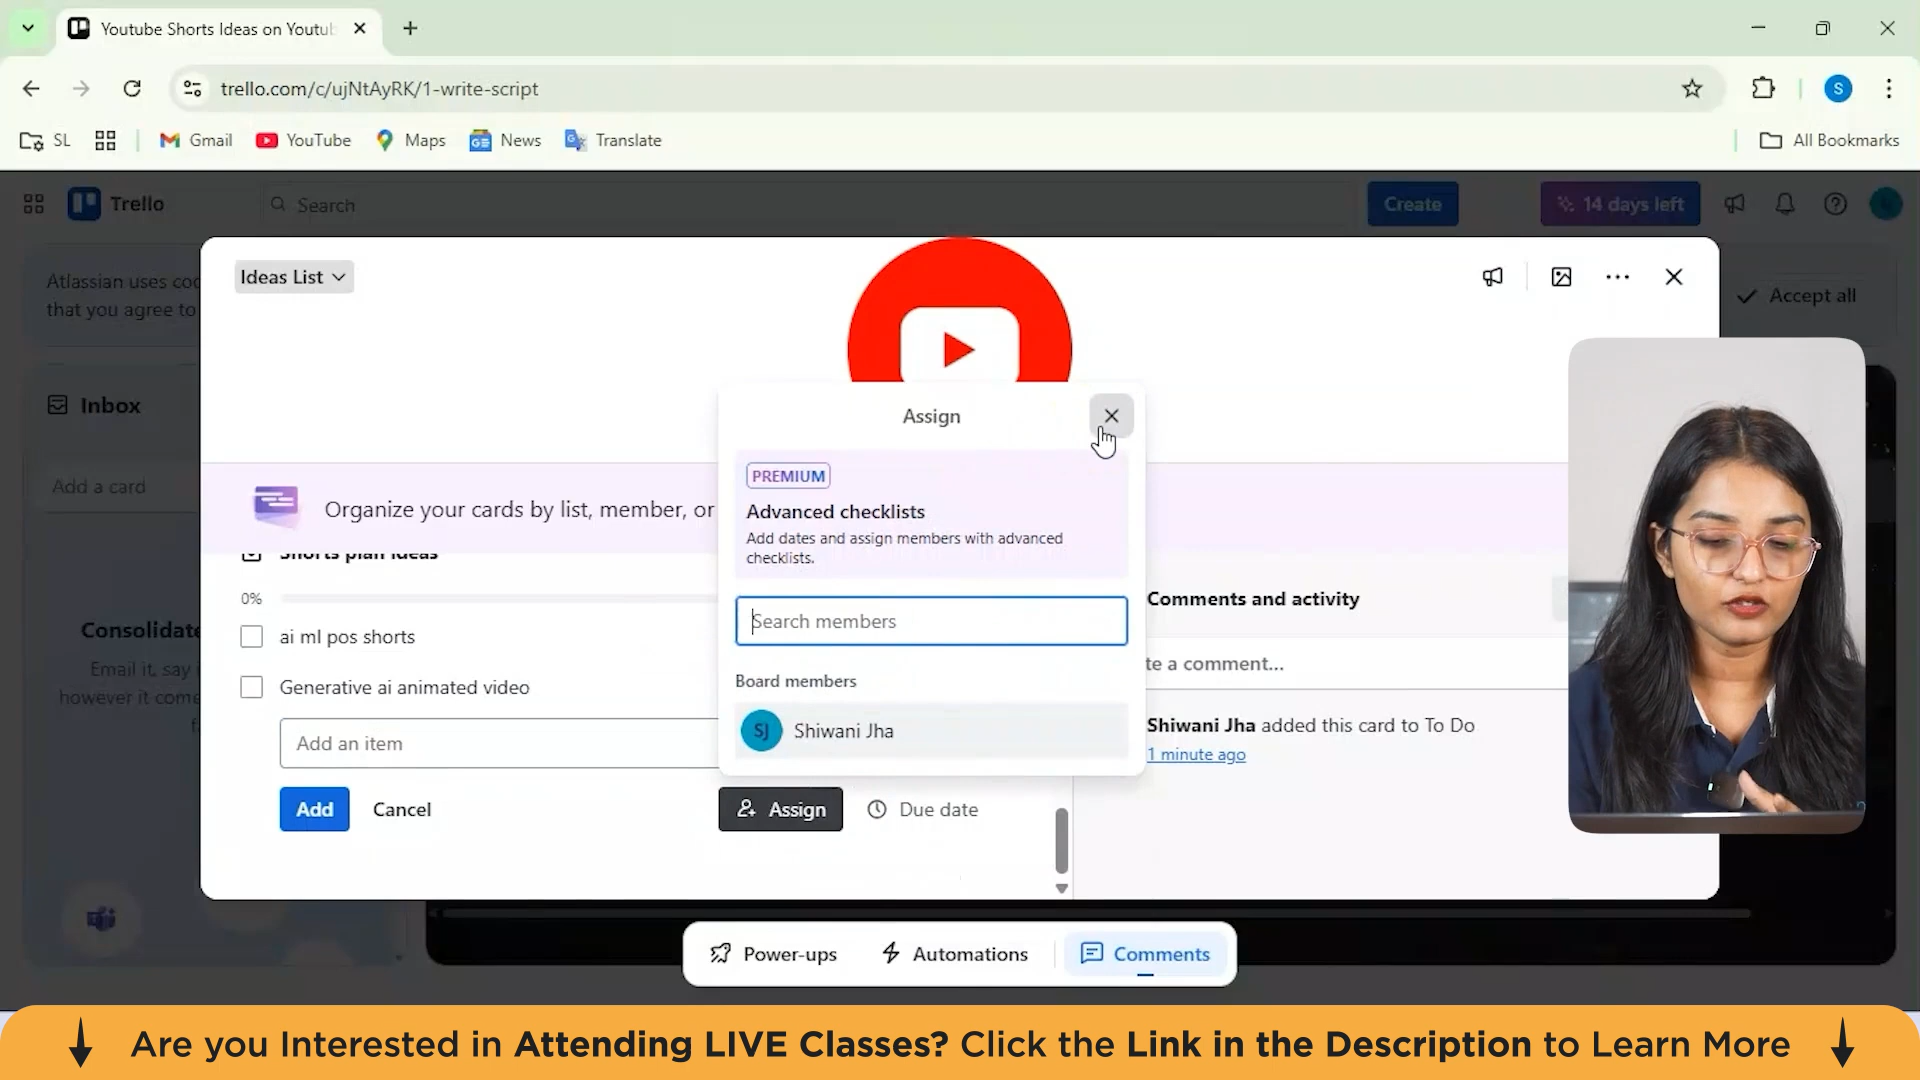 Youtube Shorts Ideas on Youtub
trello.com/c/ujNtAyRK/1-write-script
S
SL
Gmail
YouTube
Maps
News
Translate
All Bookmarks
Trello
Search
Create
14 days left
Atlassian uses coo
that you agree to
Accept all
Ideas List
Inbox
Add a card
Assign
PREMIUM
Advanced checklists
Add dates and assign members with advanced
checklists.
Organize your cards by list, member, or
Shorts plan ideas
0%
ai ml pos shorts
Generative ai animated video
Add an item
Add
Cancel
Assign
Due date
Search members
Board members
SJ Shiwani Jha
Comments and activity
te a comment...
Shiwani Jha added this card to To Do
1 minute ago
Consolidate
Email it, say
however it come
Power-ups
Automations
Comments
Are you Interested in Attending LIVE Classes? Click the Link in the Description to Learn More